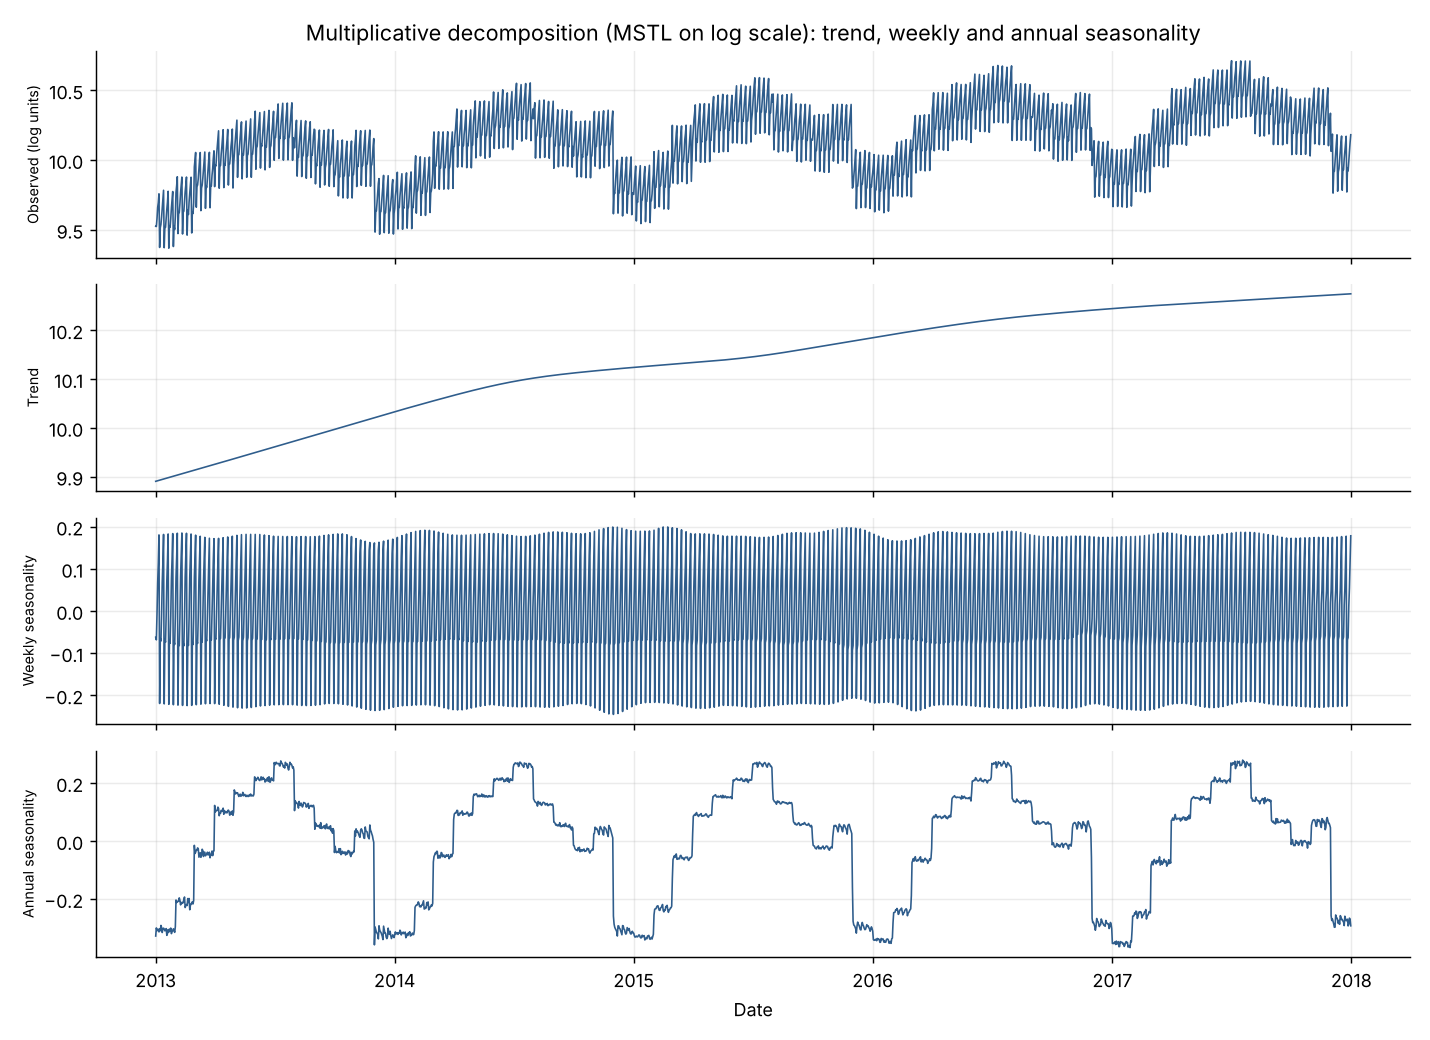 Multiplicative decomposition (MSTL on log scale): trend, weekly and annual seasonality
Observed (log units)
10.5
10.0
9.5
Trend
10.2
10.1
10.0
9.9
Weekly seasonality
0.2
0.1
0.0
−0.1
−0.2
Annual seasonality
0.2
0.0
−0.2
2013 2014 2015 2016 2017 2018
Date